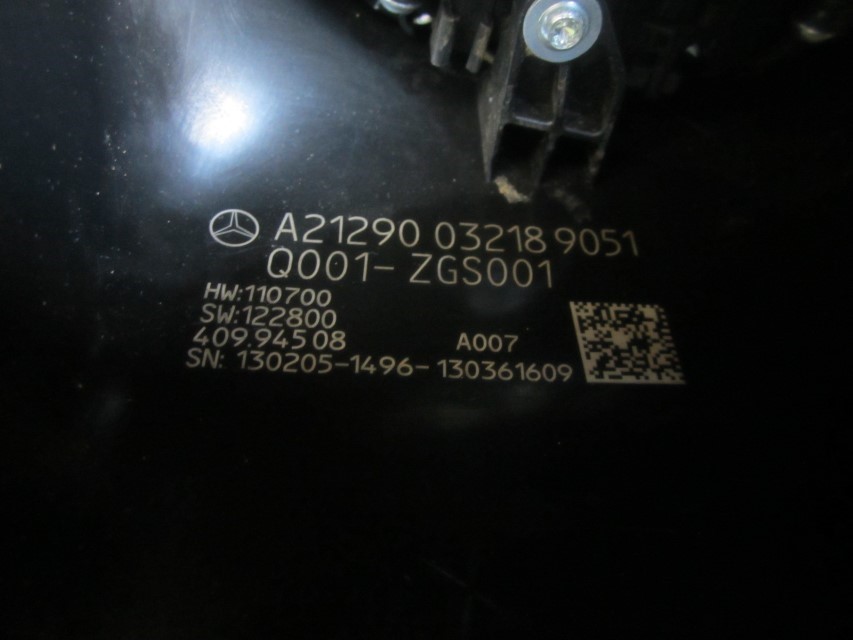 A21290 03218 9051
Q001- ZGS001
HW:110700
SW:122800
409.945 08 A007
SN: 130205-1496-130361609